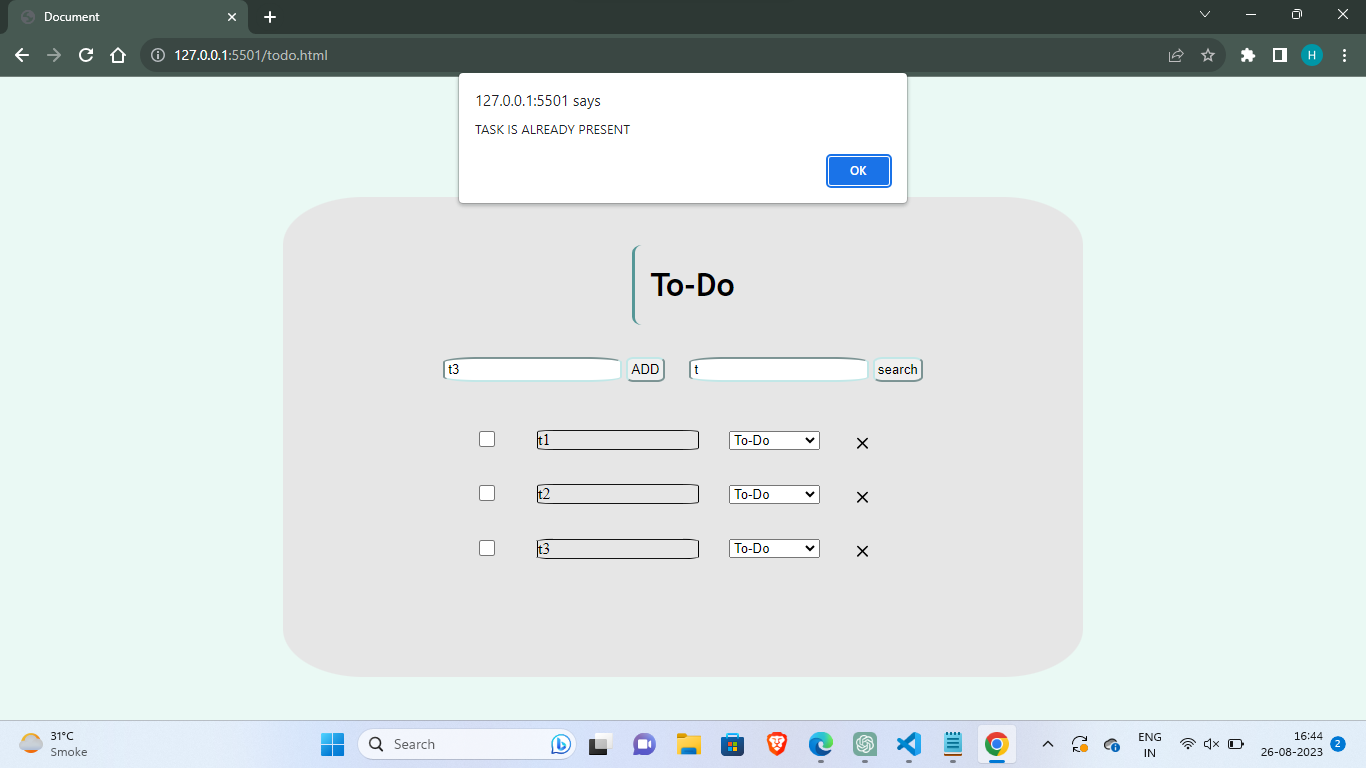 Document
127.0.0.1:5501/todo.html
H
127.0.0.1:5501 says
TASK IS ALREADY PRESENT
OK
To-Do
t3 ADD t search
t1 To-Do
t2 To-Do
t3 To-Do
31°C
Smoke
Search
ENG
IN
16:44
26-08-2023
2